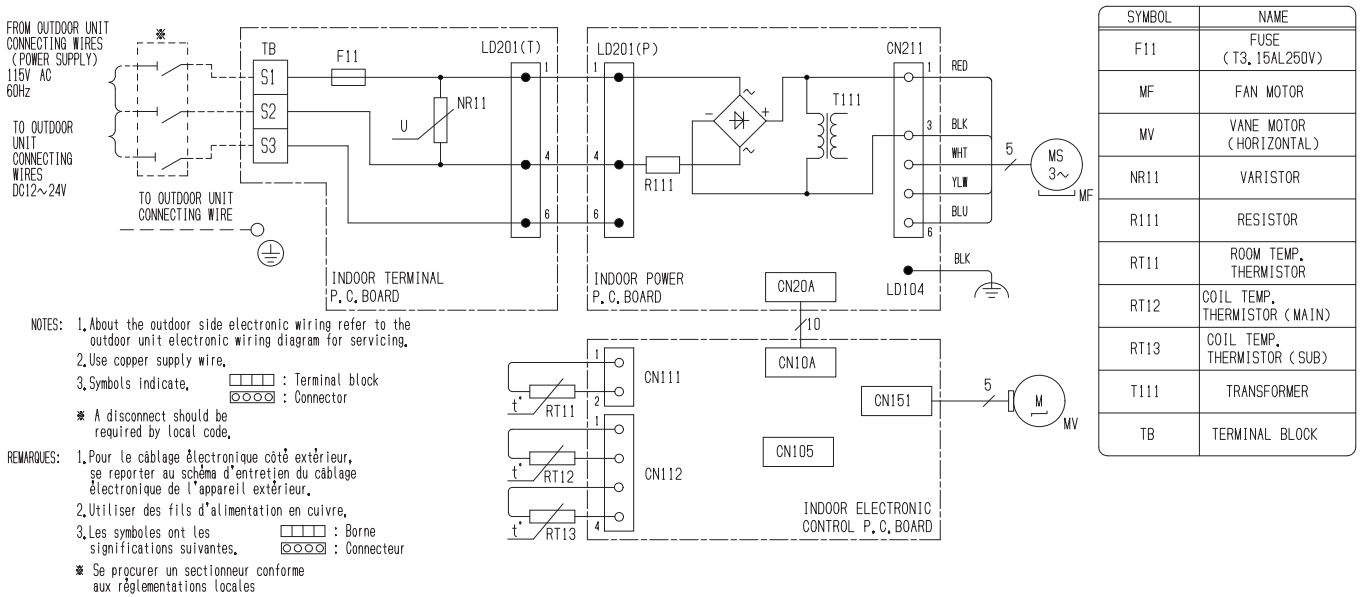 FROM OUTDOOR UNIT
CONNECTING WIRES
(POWER SUPPLY)
115V AC
60Hz
TO OUTDOOR
UNIT
CONNECTING
WIRES
DC12~24V
※
TO OUTDOOR UNIT
CONNECTING WIRE
TB
S1
S2
S3
F11
NR11
U
LD201(T)
1
4
6
INDOOR TERMINAL
P.C.BOARD
LD201(P)
1
4
6
R111
~
-
+
~
T111
CN211
1
3
6
RED
BLK
WHT
YLW
BLU
5
MS
3~
MF
BLK
LD104
INDOOR POWER
P.C.BOARD
CN20A
10
CN10A
1
2
CN111
t°
RT11
1
4
CN112
t°
RT12
t°
RT13
CN151
5
M
MV
CN105
INDOOR ELECTRONIC
CONTROL P.C.BOARD
NOTES: 1.About the outdoor side electronic wiring refer to the
outdoor unit electronic wiring diagram for servicing.
2.Use copper supply wire.
3.Symbols indicate.
: Terminal block
: Connector
※ A disconnect should be
required by local code.
REMARQUES: 1.Pour le câblage électronique côté extérieur,
se reporter au schéma d'entretien du câblage
électronique de l'appareil extérieur.
2.Utiliser des fils d'alimentation en cuivre.
3.Les symboles ont les
significations suivantes.
: Borne
: Connecteur
※ Se procurer un sectionneur conforme
aux réglementations locales
SYMBOL NAME
F11 FUSE
(T3.15AL250V)
MF FAN MOTOR
MV VANE MOTOR
(HORIZONTAL)
NR11 VARISTOR
R111 RESISTOR
RT11 ROOM TEMP.
THERMISTOR
RT12 COIL TEMP.
THERMISTOR (MAIN)
RT13 COIL TEMP.
THERMISTOR (SUB)
T111 TRANSFORMER
TB TERMINAL BLOCK